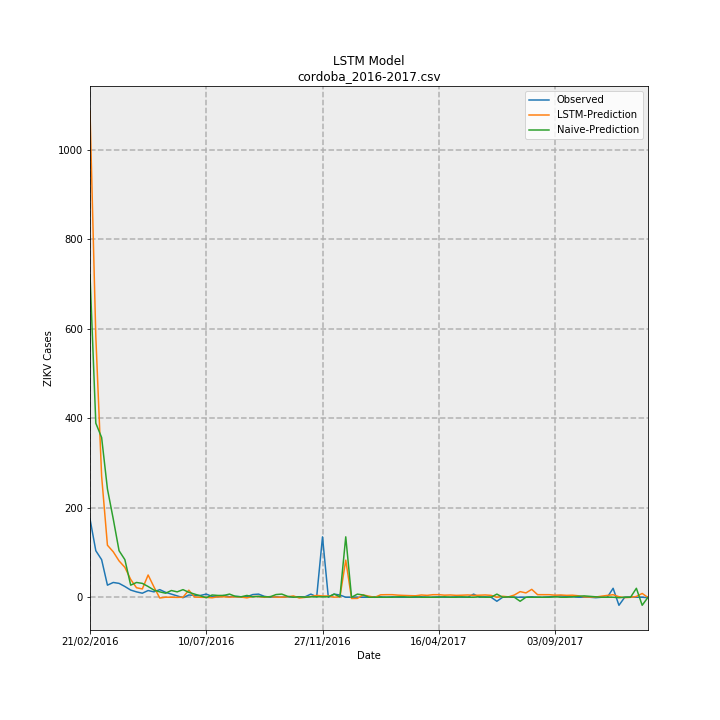 LSTM Model
cordoba_2016-2017.csv
Observed
LSTM-Prediction
Naive-Prediction
1000
800
600
400
200
0
ZIKV Cases
21/02/2016
10/07/2016
27/11/2016
16/04/2017
03/09/2017
Date